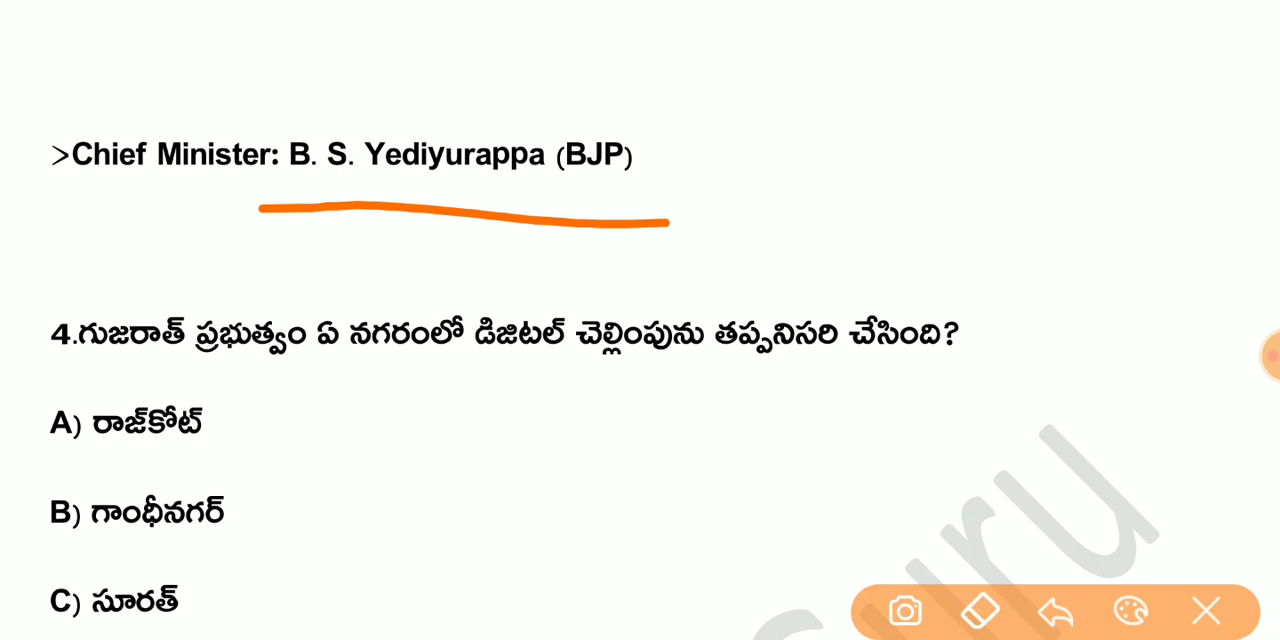 >Chief Minister: B. S. Yediyurappa (BJP)
4.గుజరాత్ ప్రభుత్వం ఏ నగరంలో డిజిటల్ చెల్లింపును తప్పనిసరి చేసింది?
A) రాజ్‌కోట్
B) గాంధీనగర్
C) సూరత్